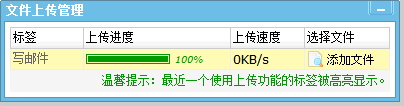 文件上传管理
标签 上传进度 上传速度 选择文件
写邮件 100% 0KB/s 添加文件
温馨提示：最近一个使用上传功能的标签被高亮显示。